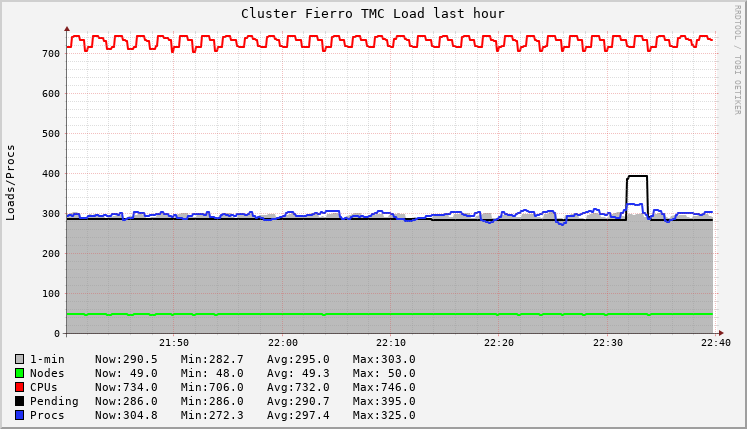 Cluster Fierro TMC Load last hour
RRDTOOL / TOBI OETIKER
Loads/Procs
700
600
500
400
300
200
100
0
21:50 22:00 22:10 22:20 22:30 22:40
1-min Now:290.5 Min:282.7 Avg:295.0 Max:303.0
Nodes Now: 49.0 Min: 48.0 Avg: 49.3 Max: 50.0
CPUs Now:734.0 Min:706.0 Avg:732.0 Max:746.0
Pending Now:286.0 Min:286.0 Avg:290.7 Max:395.0
Procs Now:304.8 Min:272.3 Avg:297.4 Max:325.0